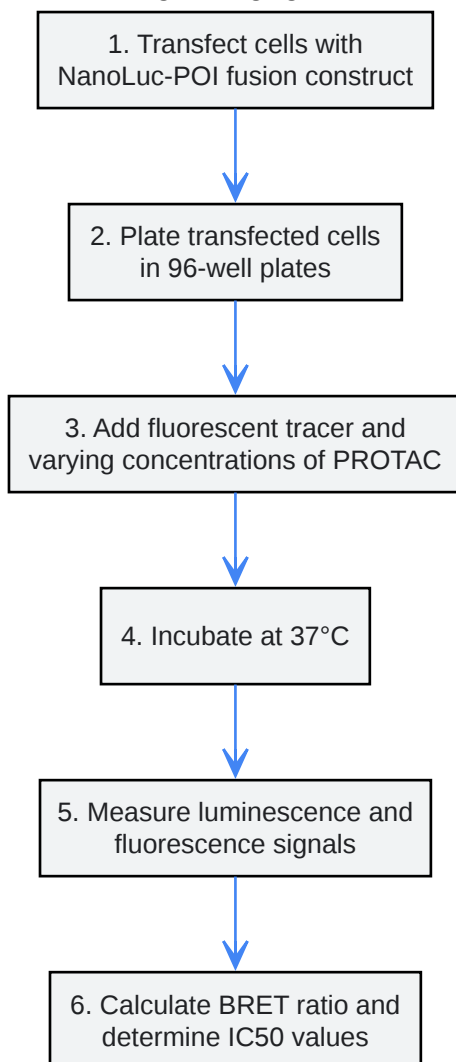 1. Transfect cells with
NanoLuc-POI fusion construct
2. Plate transfected cells
in 96-well plates
3. Add fluorescent tracer and
varying concentrations of PROTAC
4. Incubate at 37°C
5. Measure luminescence and
fluorescence signals
6. Calculate BRET ratio and
determine IC50 values